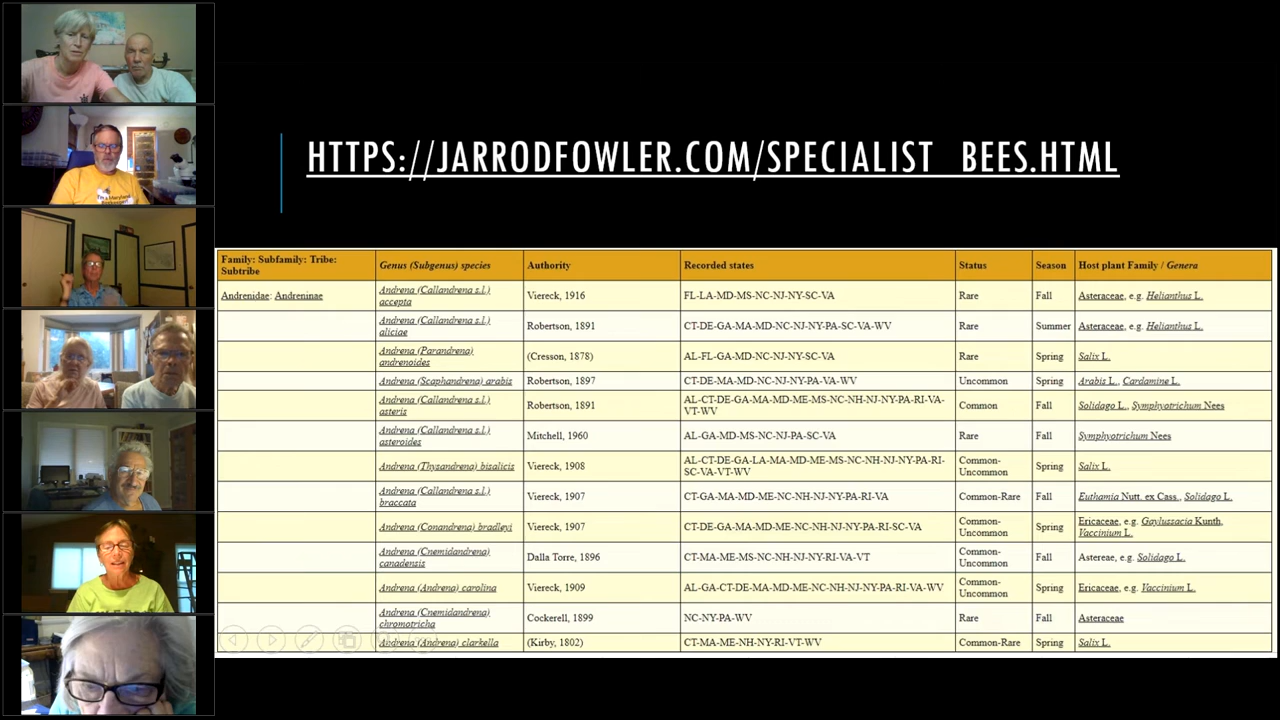 HTTPS://JARRODFOWLER.COM/SPECIALIST_BEES.HTML
Family: Subfamily: Tribe: Subtribe Genus (Subgenus) species Authority Recorded states Status Season Host plant Family / Genera
Andrenidae: Andreninae Andrena (Callandrena s.l.) accepta Viereck, 1916 FL-LA-MD-MS-NC-NJ-NY-SC-VA Rare Fall Asteraceae, e.g. Helianthus L.
Andrena (Callandrena s.l.) aliciae Robertson, 1891 CT-DE-GA-MA-MD-NC-NJ-NY-PA-SC-VA-WV Rare Summer Asteraceae, e.g. Helianthus L.
Andrena (Parandrena) andrenoides (Cresson, 1878) AL-FL-GA-MD-NC-NJ-NY-SC-VA Rare Spring Salix L.
Andrena (Scaphandrena) arabis Robertson, 1897 CT-DE-MA-MD-NC-NJ-NY-PA-VA-WV Uncommon Spring Arabis L., Cardamine L.
Andrena (Callandrena s.l.) asteris Robertson, 1891 AL-CT-DE-GA-MA-MD-ME-MS-NC-NH-NJ-NY-PA-RI-VA-VT-WV Common Fall Solidago L., Symphyotrichum Nees
Andrena (Callandrena s.l.) asteroides Mitchell, 1960 AL-GA-MD-MS-NC-NJ-PA-SC-VA Rare Fall Symphyotrichum Nees
Andrena (Thysandrena) bisalicis Viereck, 1908 AL-CT-DE-GA-LA-MA-MD-ME-MS-NC-NH-NJ-NY-PA-RI-SC-VA-VT-WV Common-Uncommon Spring Salix L.
Andrena (Callandrena s.l.) braccata Viereck, 1907 CT-GA-MA-MD-ME-NC-NH-NJ-NY-PA-RI-VA Common-Rare Fall Euthamia Nutt. ex Cass., Solidago L.
Andrena (Conandrena) bradleyi Viereck, 1907 CT-DE-GA-MA-MD-ME-NC-NH-NJ-NY-PA-RI-SC-VA Common-Uncommon Spring Ericaceae, e.g. Gaylussacia Kunth, Vaccinium L.
Andrena (Cnemidandrena) canadensis Dalla Torre, 1896 CT-MA-ME-MS-NC-NH-NJ-NY-RI-VA-VT Common-Uncommon Fall Astereae, e.g. Solidago L.
Andrena (Andrena) carolina Viereck, 1909 AL-GA-CT-DE-MA-MD-ME-NC-NH-NJ-NY-PA-RI-VA-WV Common-Uncommon Spring Ericaceae, e.g. Vaccinium L.
Andrena (Cnemidandrena) chromotricha Cockerell, 1899 NC-NY-PA-WV Rare Fall Asteraceae
Andrena (Andrena) clarkella (Kirby, 1802) CT-MA-ME-NH-NY-RI-VT-WV Common-Rare Spring Salix L.